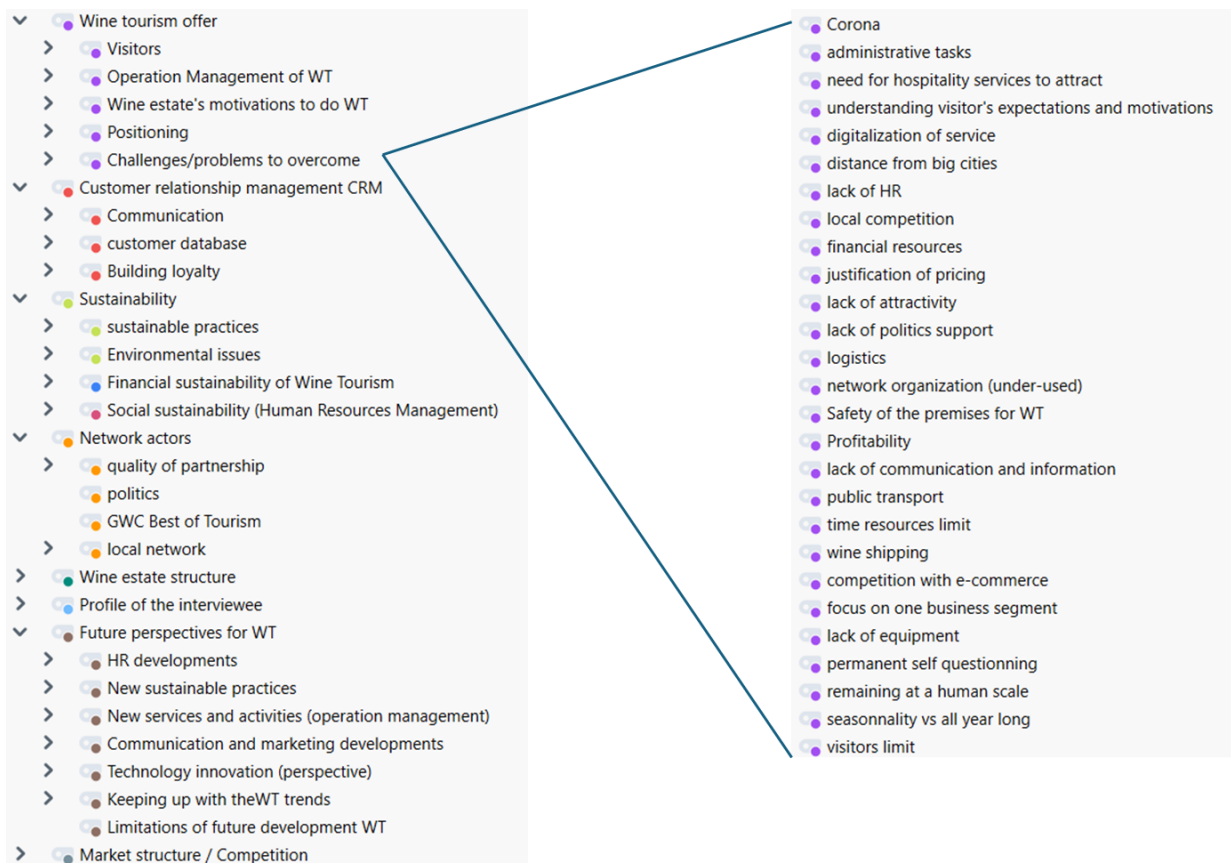 Wine tourism offer
Visitors
Operation Management of WT
Wine estate's motivations to do WT
Positioning
Challenges/problems to overcome
Customer relationship management CRM
Communication
customer database
Building loyalty
Sustainability
sustainable practices
Environmental issues
Financial sustainability of Wine Tourism
Social sustainability (Human Resources Management)
Network actors
quality of partnership
politics
GWC Best of Tourism
local network
Wine estate structure
Profile of the interviewee
Future perspectives for WT
HR developments
New sustainable practices
New services and activities (operation management)
Communication and marketing developments
Technology innovation (perspective)
Keeping up with theWT trends
Limitations of future development WT
Market structure / Competition
Corona
administrative tasks
need for hospitality services to attract
understanding visitor's expectations and motivations
digitalization of service
distance from big cities
lack of HR
local competition
financial resources
justification of pricing
lack of attractivity
lack of politics support
logistics
network organization (under-used)
Safety of the premises for WT
Profitability
lack of communication and information
public transport
time resources limit
wine shipping
competition with e-commerce
focus on one business segment
lack of equipment
permanent self questionning
remaining at a human scale
seasonnality vs all year long
visitors limit